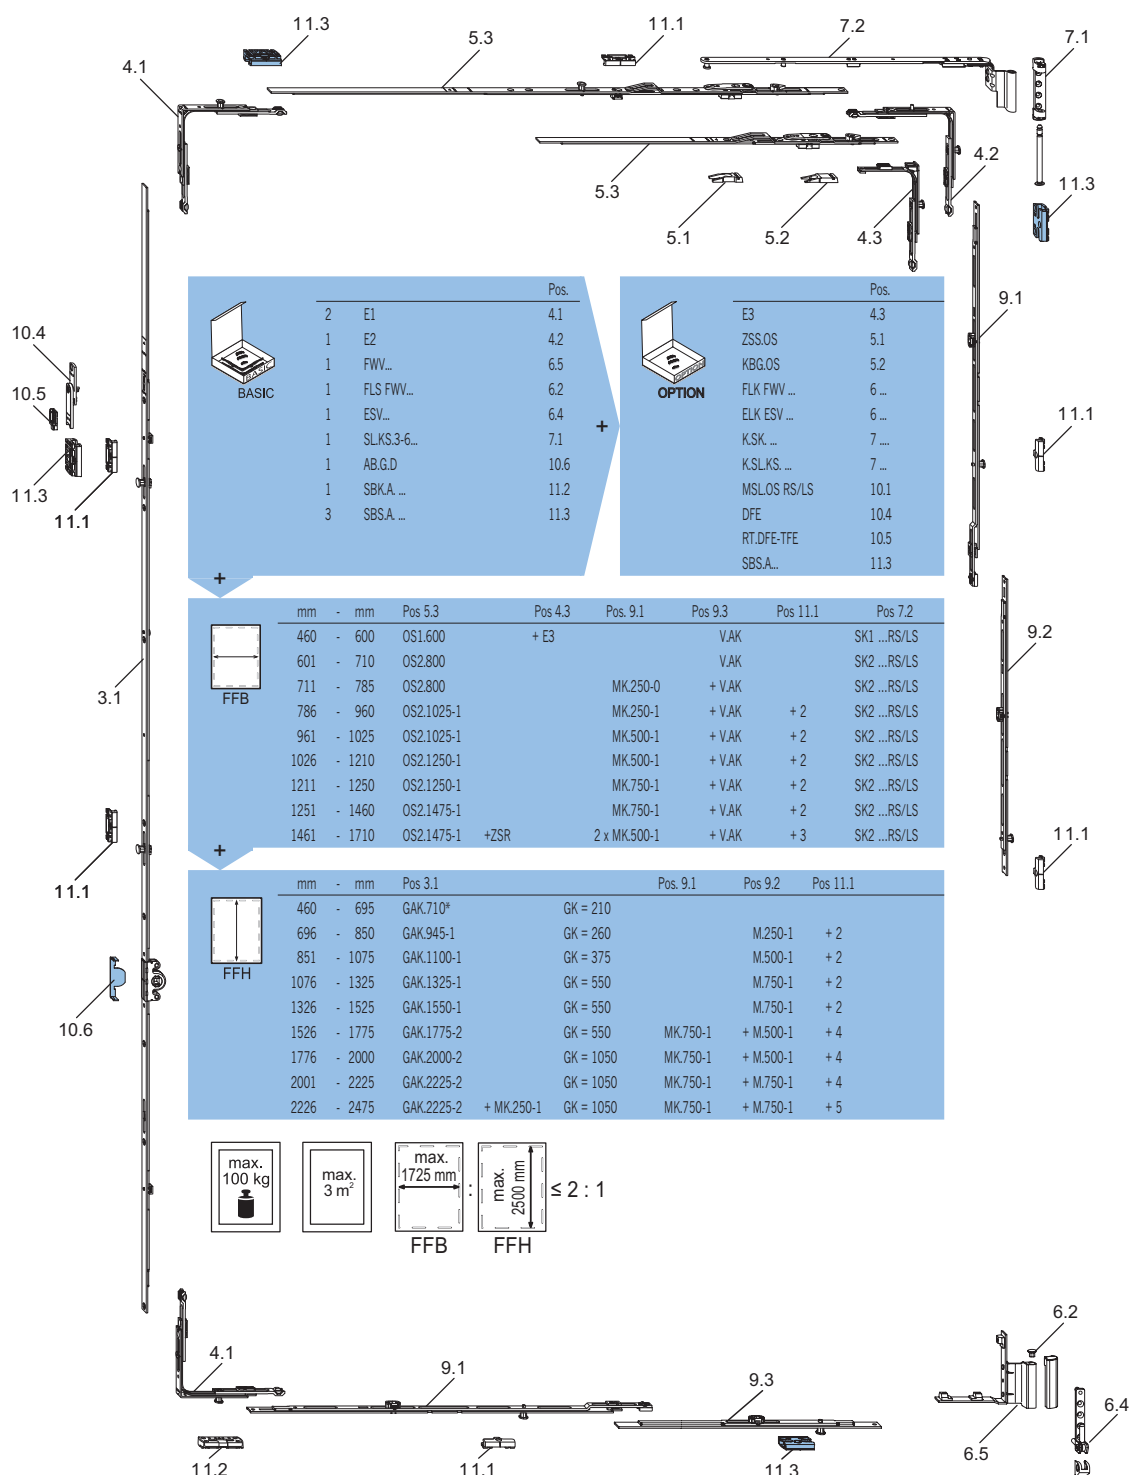 11.3
5.3
11.1
7.2
7.1
4.1
4.2
5.3
11.3
5.1
5.2
4.3
9.1
Pos.
2 E1 4.1
1 E2 4.2
1 FWV... 6.5
1 FLS FWV... 6.2
1 ESV... 6.4
1 SL.KS.3-6... 7.1
1 AB.G.D 10.6
1 SBK.A. ... 11.2
3 SBS.A. ... 11.3
BASIC
BASIC
+
Pos.
E3 4.3
ZSS.OS 5.1
KBG.OS 5.2
FLK FWV ... 6 ...
ELK ESV ... 6 ...
K.SK. ... 7 ....
K.SL.KS. ... 7 ...
MSL.OS RS/LS 10.1
DFE 10.4
RT.DFE-TFE 10.5
SBS.A... 11.3
OPTION
OPTION
10.4
10.5
11.3
11.1
11.1
+
mm - mm Pos 5.3 Pos 4.3 Pos. 9.1 Pos 9.3 Pos 11.1 Pos 7.2
460 - 600 OS1.600 + E3 V.AK SK1 ...RS/LS
601 - 710 OS2.800 V.AK SK2 ...RS/LS
711 - 785 OS2.800 MK.250-0 + V.AK SK2 ...RS/LS
786 - 960 OS2.1025-1 MK.250-1 + V.AK + 2 SK2 ...RS/LS
961 - 1025 OS2.1025-1 MK.500-1 + V.AK + 2 SK2 ...RS/LS
1026 - 1210 OS2.1250-1 MK.500-1 + V.AK + 2 SK2 ...RS/LS
1211 - 1250 OS2.1250-1 MK.750-1 + V.AK + 2 SK2 ...RS/LS
1251 - 1460 OS2.1475-1 MK.750-1 + V.AK + 2 SK2 ...RS/LS
1461 - 1710 OS2.1475-1 +ZSR 2 x MK.500-1 + V.AK + 3 SK2 ...RS/LS
FFB
3.1
9.2
11.1
11.1
+
mm - mm Pos 3.1 Pos. 9.1 Pos 9.2 Pos 11.1
460 - 695 GAK.710* GK = 210
696 - 850 GAK.945-1 GK = 260 M.250-1 + 2
851 - 1075 GAK.1100-1 GK = 375 M.500-1 + 2
1076 - 1325 GAK.1325-1 GK = 550 M.750-1 + 2
1326 - 1525 GAK.1550-1 GK = 550 M.750-1 + 2
1526 - 1775 GAK.1775-2 GK = 550 MK.750-1 + M.500-1 + 4
1776 - 2000 GAK.2000-2 GK = 1050 MK.750-1 + M.500-1 + 4
2001 - 2225 GAK.2225-2 GK = 1050 MK.750-1 + M.750-1 + 4
2226 - 2475 GAK.2225-2 + MK.250-1 GK = 1050 MK.750-1 + M.750-1 + 5
FFH
10.6
max.
100 kg
max.
3 m²
max.
1725 mm
FFB
:
max.
2500 mm
FFH
≤ 2 : 1
4.1
9.1
9.3
6.2
6.4
6.5
11.2
11.1
11.3